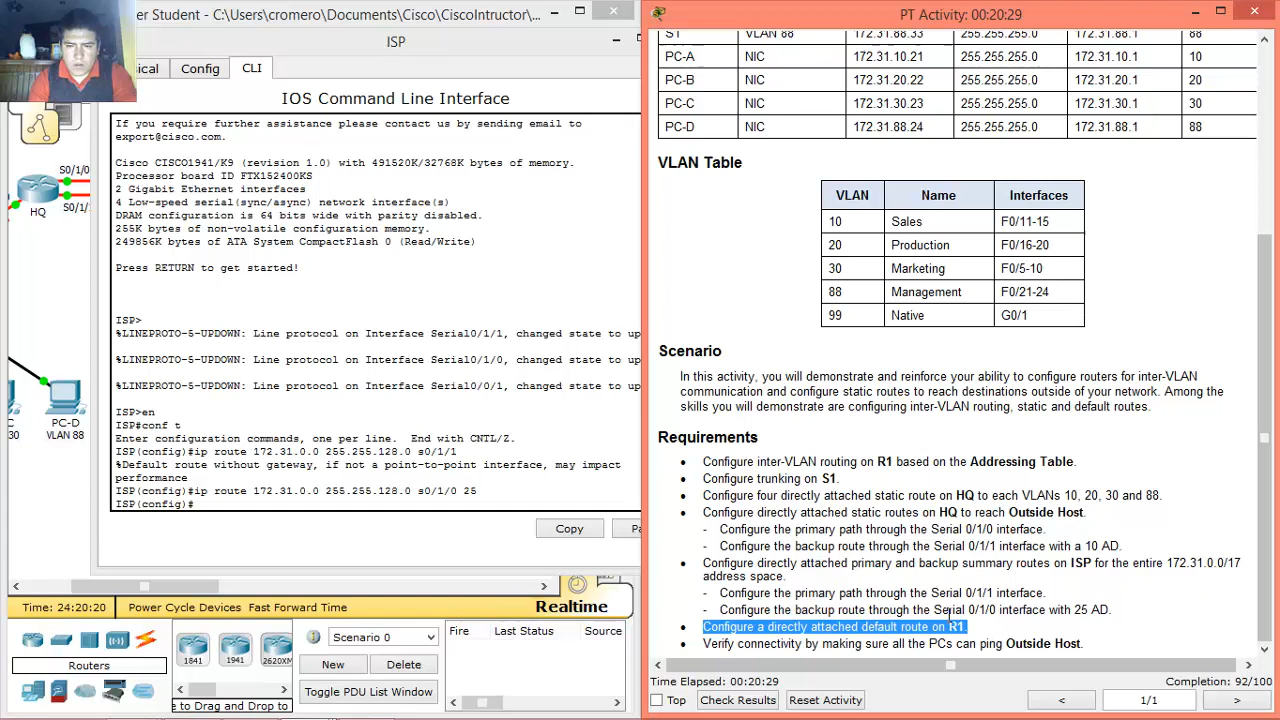 er Student - C:\Users\cromero\Documents\Cisco\CiscoIntructor\...
ISP
ical Config CLI
IOS Command Line Interface
If you require further assistance please contact us by sending email to
export@cisco.com.
Cisco CISCO1941/K9 (revision 1.0) with 491520K/32768K bytes of memory.
Processor board ID FTX152400KS
2 Gigabit Ethernet interfaces
4 Low-speed serial(sync/async) network interface(s)
DRAM configuration is 64 bits wide with parity disabled.
255K bytes of non-volatile configuration memory.
249856K bytes of ATA System CompactFlash 0 (Read/Write)
Press RETURN to get started!
ISP>
%LINEPROTO-5-UPDOWN: Line protocol on Interface Serial0/1/1, changed state to up
%LINEPROTO-5-UPDOWN: Line protocol on Interface Serial0/1/0, changed state to up
%LINEPROTO-5-UPDOWN: Line protocol on Interface Serial0/0/1, changed state to up
ISP>en
ISP#conf t
Enter configuration commands, one per line. End with CNTL/Z.
ISP(config)#ip route 172.31.0.0 255.255.128.0 s0/1/1
%Default route without gateway, if not a point-to-point interface, may impact
performance
ISP(config)#ip route 172.31.0.0 255.255.128.0 s0/1/0 25
ISP(config)#
Copy Pa
S0/1/0
S0/1/
HQ
PC-D
VLAN 88
C
30
Time: 24:20:20 Power Cycle Devices Fast Forward Time Realtime
Routers
1841 1941 2620XM
to Drag and Drop to
Scenario 0
New Delete
Toggle PDU List Window
Fire Last Status Source
PT Activity: 00:20:29
S1 VLAN 88 172.31.88.33 255.255.255.0 172.31.88.1 88
PC-A NIC 172.31.10.21 255.255.255.0 172.31.10.1 10
PC-B NIC 172.31.20.22 255.255.255.0 172.31.20.1 20
PC-C NIC 172.31.30.23 255.255.255.0 172.31.30.1 30
PC-D NIC 172.31.88.24 255.255.255.0 172.31.88.1 88
VLAN Table
VLAN Name Interfaces
10 Sales F0/11-15
20 Production F0/16-20
30 Marketing F0/5-10
88 Management F0/21-24
99 Native G0/1
Scenario
In this activity, you will demonstrate and reinforce your ability to configure routers for inter-VLAN
communication and configure static routes to reach destinations outside of your network. Among the
skills you will demonstrate are configuring inter-VLAN routing, static and default routes.
Requirements
• Configure inter-VLAN routing on R1 based on the Addressing Table.
• Configure trunking on S1.
• Configure four directly attached static route on HQ to each VLANs 10, 20, 30 and 88.
• Configure directly attached static routes on HQ to reach Outside Host.
- Configure the primary path through the Serial 0/1/0 interface.
- Configure the backup route through the Serial 0/1/1 interface with a 10 AD.
• Configure directly attached primary and backup summary routes on ISP for the entire 172.31.0.0/17
address space.
- Configure the primary path through the Serial 0/1/1 interface.
- Configure the backup route through the Serial 0/1/0 interface with 25 AD.
• Configure a directly attached default route on R1.
• Verify connectivity by making sure all the PCs can ping Outside Host.
Time Elapsed: 00:20:29 Completion: 92/100
Top Check Results Reset Activity < 1/1 >